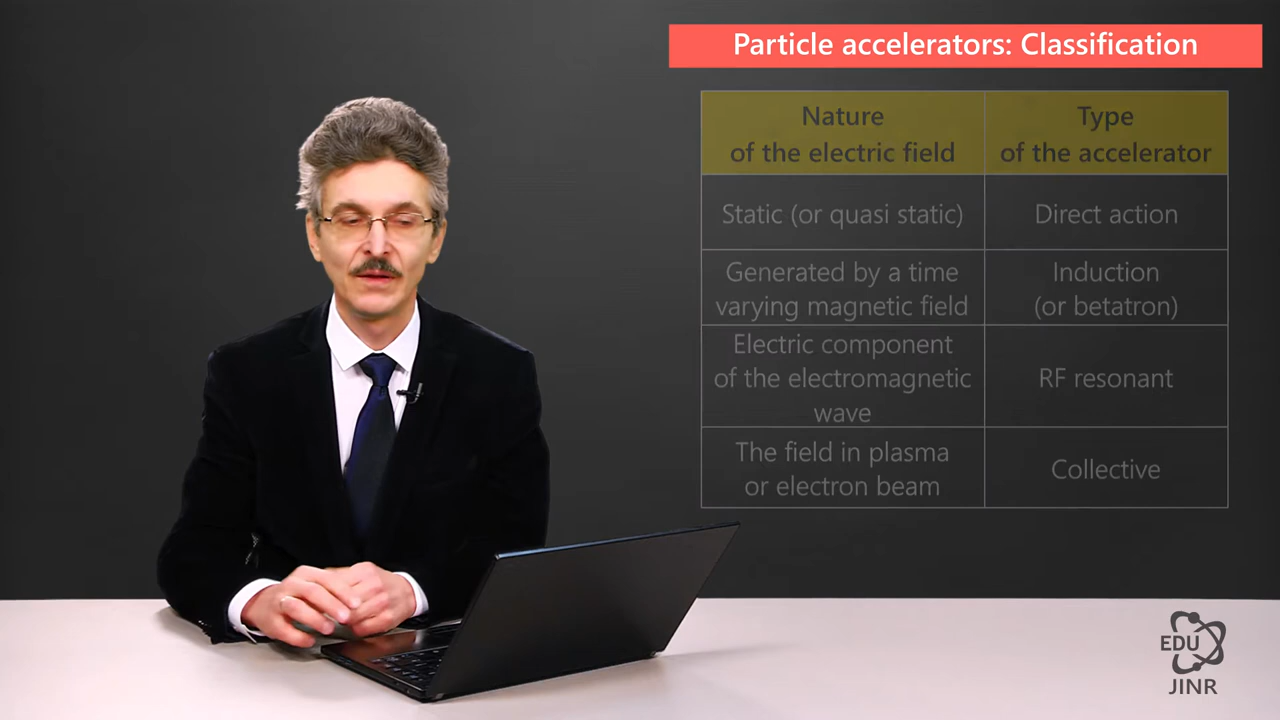 Particle accelerators: Classification
Nature
of the electric field
Type
of the accelerator
Static (or quasi static)
Direct action
Generated by a time
varying magnetic field
Induction
(or betatron)
Electric component
of the electromagnetic
wave
RF resonant
The field in plasma
or electron beam
Collective
EDU
JINR